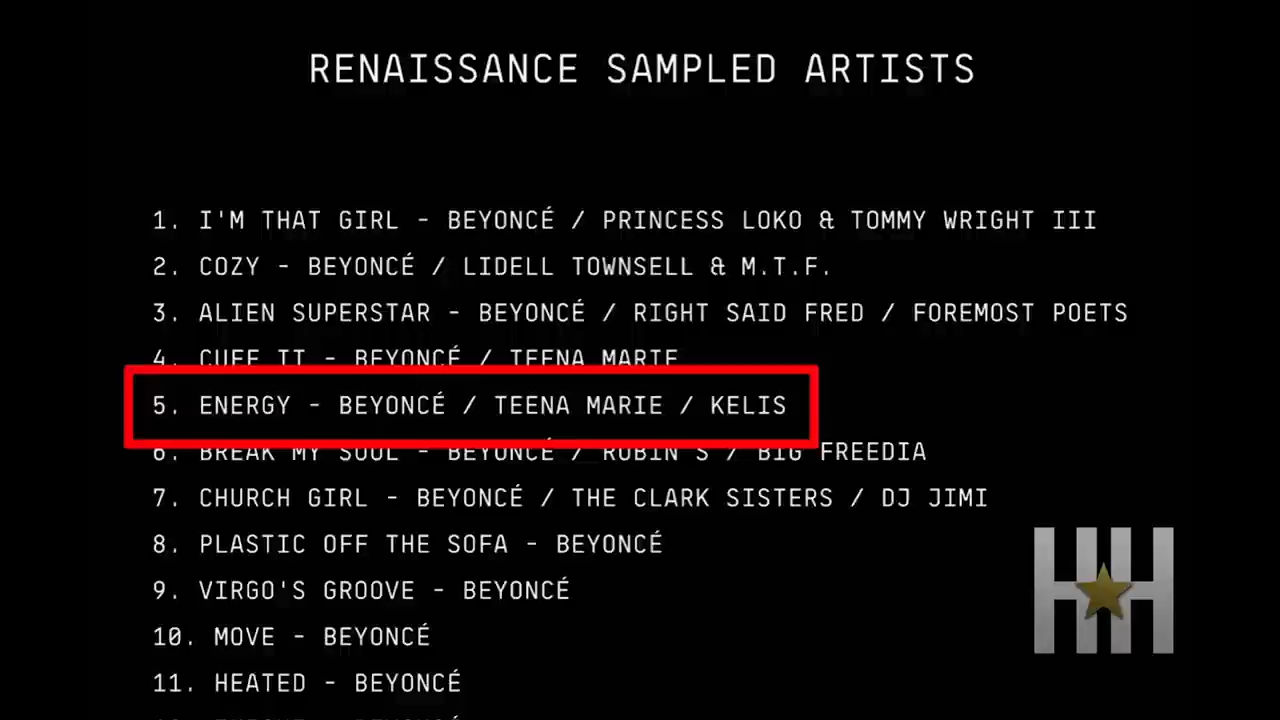 RENAISSANCE SAMPLED ARTISTS
1. I'M THAT GIRL - BEYONCÉ / PRINCESS LOKO & TOMMY WRIGHT III
2. COZY - BEYONCÉ / LIDELL TOWNSELL & M.T.F.
3. ALIEN SUPERSTAR - BEYONCÉ / RIGHT SAID FRED / FOREMOST POETS
4. CUFF IT - BEYONCÉ / TEENA MARIE
5. ENERGY - BEYONCÉ / TEENA MARIE / KELIS
6. BREAK MY SOUL - BEYONCÉ / ROBIN S / BIG FREEDIA
7. CHURCH GIRL - BEYONCÉ / THE CLARK SISTERS / DJ JIMI
8. PLASTIC OFF THE SOFA - BEYONCÉ
9. VIRGO'S GROOVE - BEYONCÉ
10. MOVE - BEYONCÉ
11. HEATED - BEYONCÉ
HH